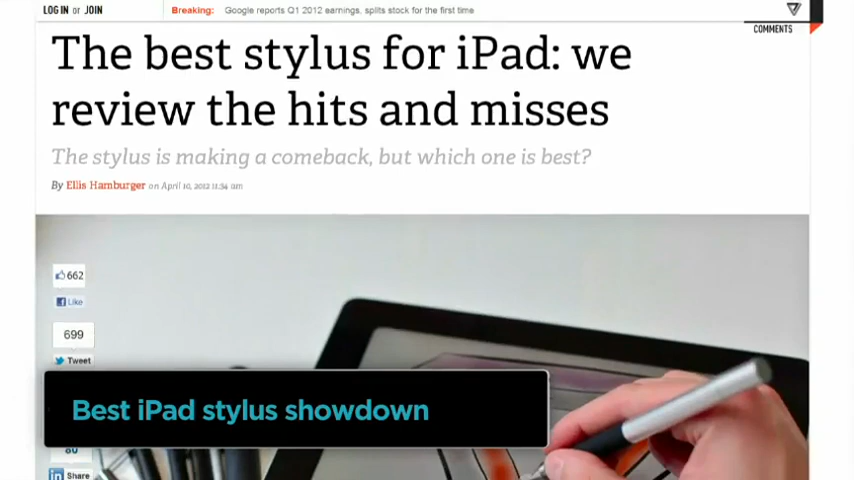 LOG IN or JOIN
Breaking: Google reports Q1 2012 earnings, splits stock for the first time
COMMENTS
The best stylus for iPad: we
review the hits and misses
The stylus is making a comeback, but which one is best?
By Ellis Hamburger on April 10, 2012 11:34 am
662
Like
699
Tweet
Best iPad stylus showdown
80
in Share